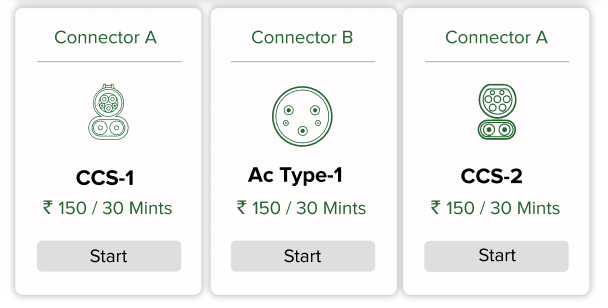 Connector A
CCS-1
₹ 150 / 30 Mints
Start
Connector B
Ac Type-1
₹ 150 / 30 Mints
Start
Connector A
CCS-2
₹ 150 / 30 Mints
Start